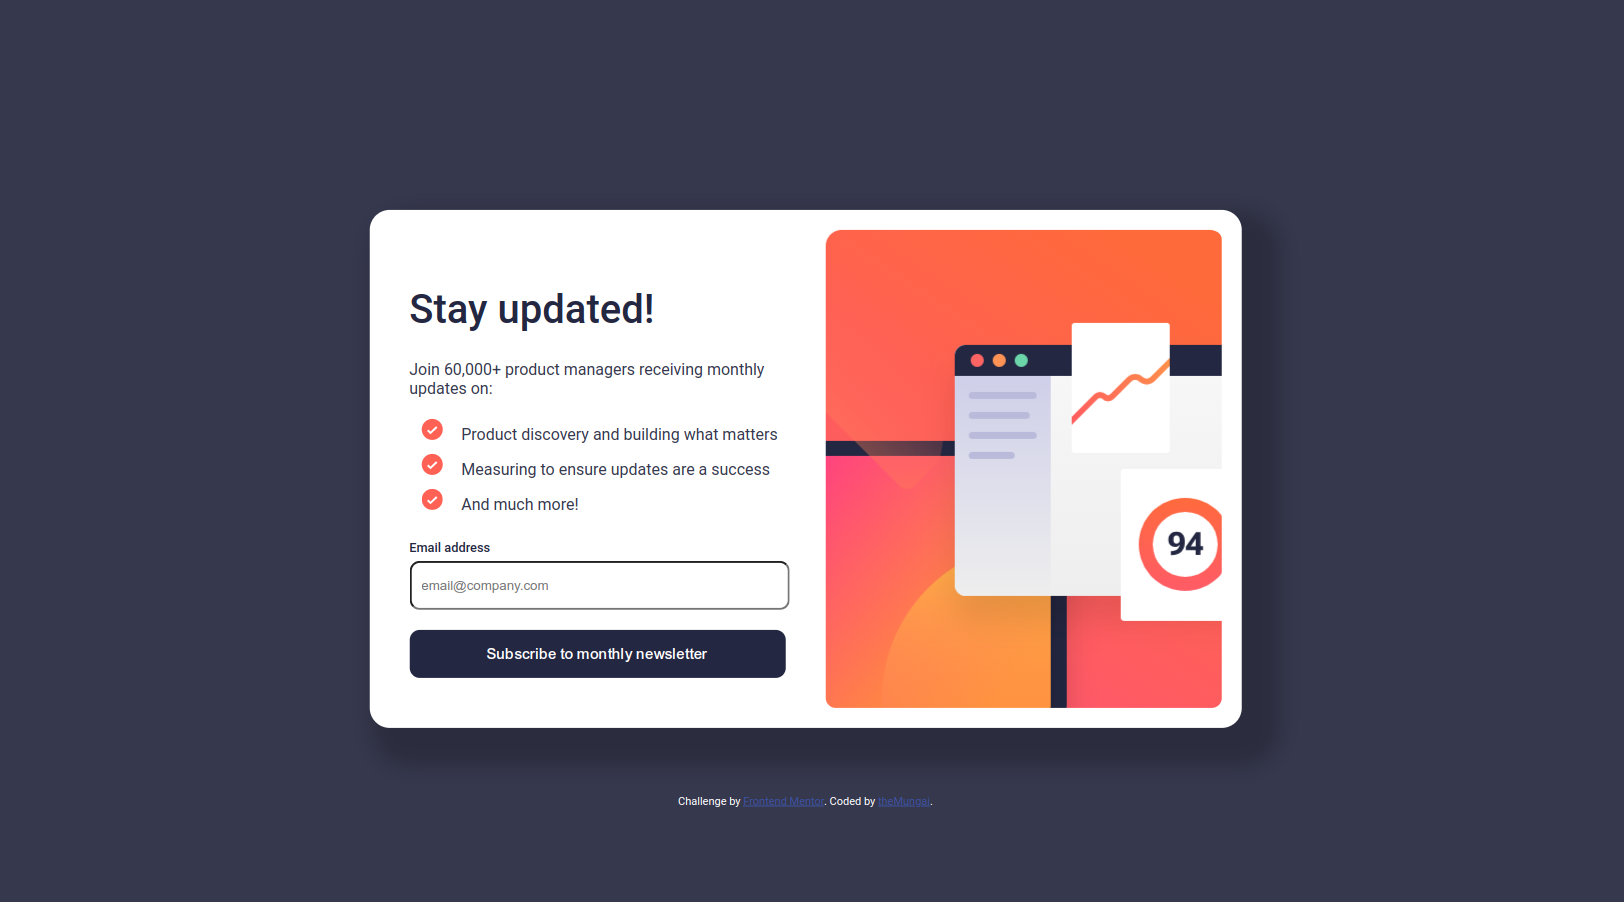 Stay updated!
Join 60,000+ product managers receiving monthly
updates on:
Product discovery and building what matters
Measuring to ensure updates are a success
And much more!
Email address
email@company.com
Subscribe to monthly newsletter
94
Challenge by Frontend Mentor. Coded by theMungai.